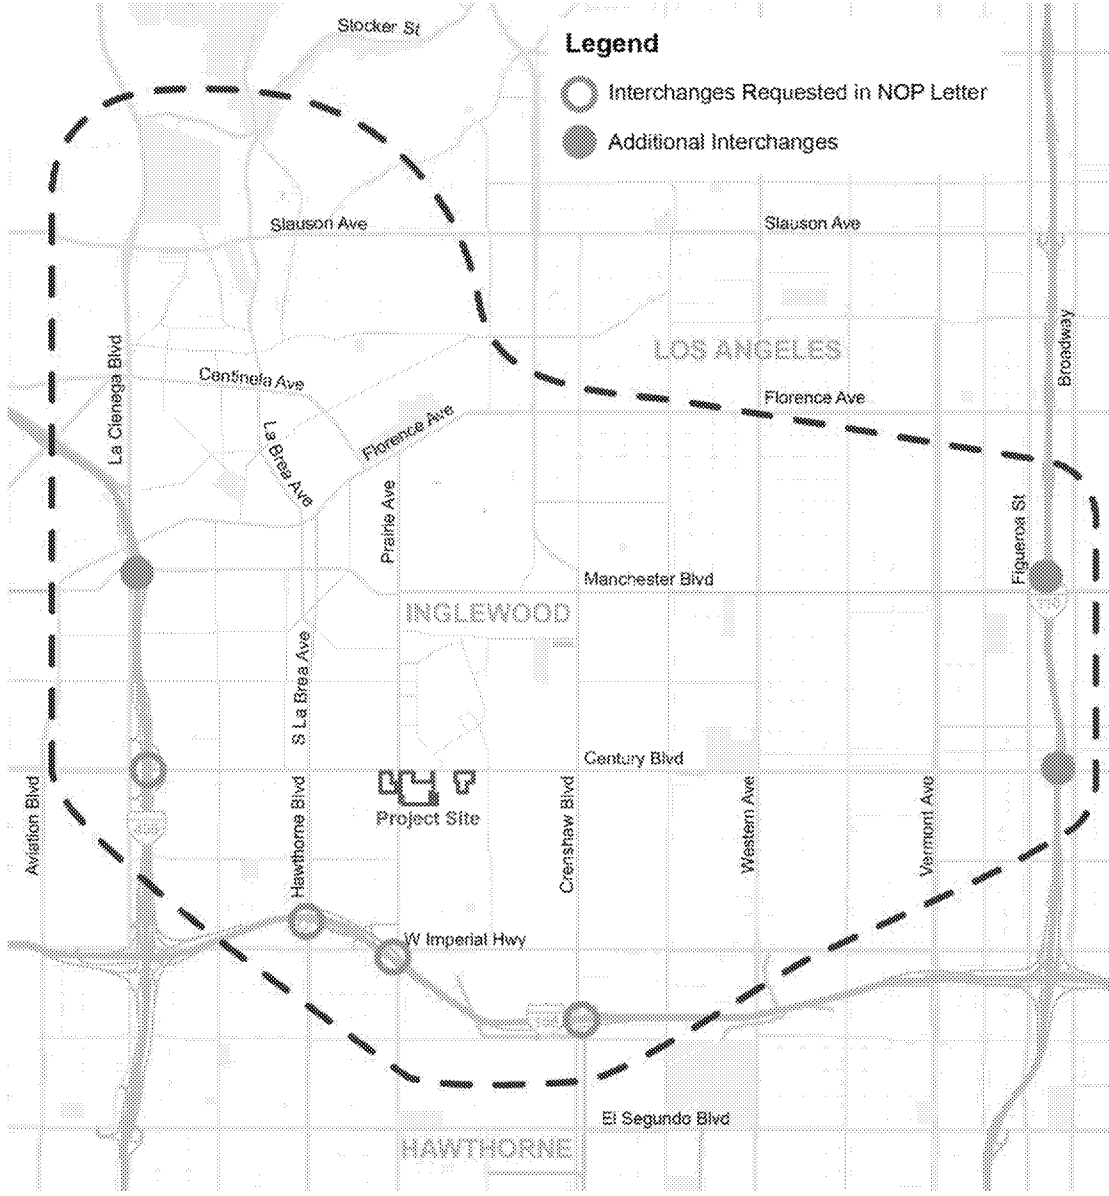 Stocker St
Legend
Interchanges Requested in NOP Letter
Additional Interchanges
Slauson Ave
Slauson Ave
LOS ANGELES
Broadway
La Cienega Blvd
Centinela Ave
Florence Ave
La Brea Ave
Florence Ave
Prairie Ave
Figueroa St
Manchester Blvd
INGLEWOOD
110
S La Brea Ave
Century Blvd
Aviation Blvd
405
Hawthorne Blvd
Project Site
Crenshaw Blvd
Western Ave
Vermont Ave
W Imperial Hwy
105
El Segundo Blvd
HAWTHORNE